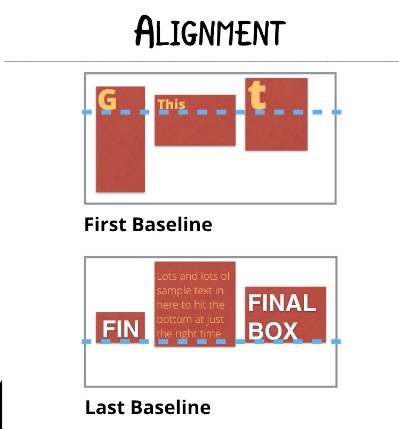 ALIGNMENT
G
This
t
First Baseline
FIN
Lots and lots of
sample text in
here to hit the
bottom at just
the right time
FINAL
BOX
Last Baseline